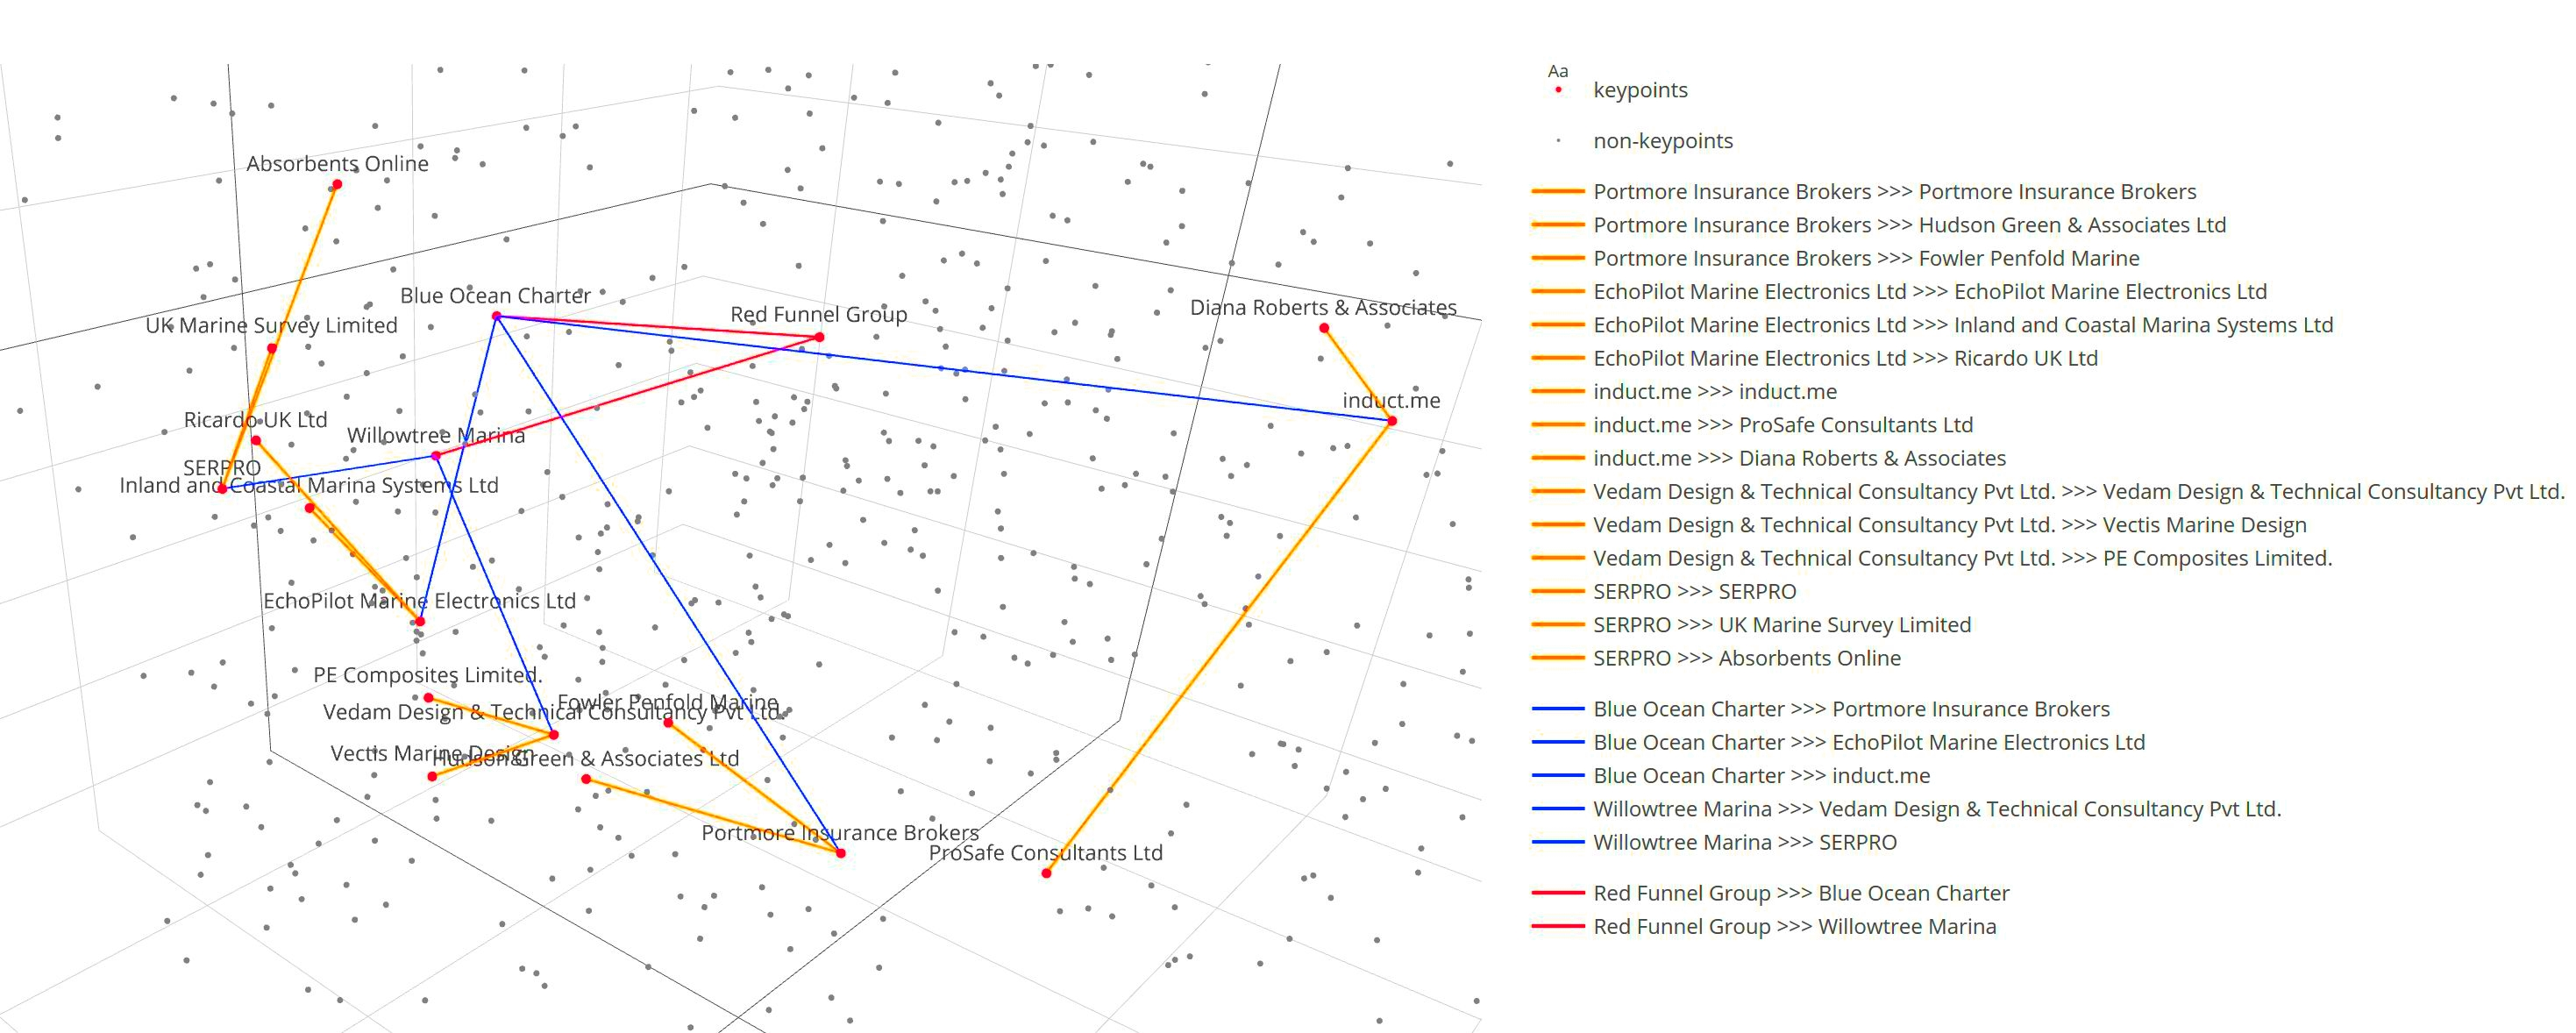 Absorbents Online
Blue Ocean Charter
Diana Roberts & Associates
Red Funnel Group
UK Marine Survey Limited
induct.me
Ricardo UK Ltd
Willowtree Marina
SERPRO
Inland and Coastal Marina Systems Ltd
EchoPilot Marine Electronics Ltd
PE Composites Limited.
Fowler Penfold Marine
Vedam Design & Technical Consultancy Pvt Ltd.
Vectis Marine Design
Hudson Green & Associates Ltd
Portmore Insurance Brokers
ProSafe Consultants Ltd
Aa
keypoints
non-keypoints
Portmore Insurance Brokers >>> Portmore Insurance Brokers
Portmore Insurance Brokers >>> Hudson Green & Associates Ltd
Portmore Insurance Brokers >>> Fowler Penfold Marine
EchoPilot Marine Electronics Ltd >>> EchoPilot Marine Electronics Ltd
EchoPilot Marine Electronics Ltd >>> Inland and Coastal Marina Systems Ltd
EchoPilot Marine Electronics Ltd >>> Ricardo UK Ltd
induct.me >>> induct.me
induct.me >>> ProSafe Consultants Ltd
induct.me >>> Diana Roberts & Associates
Vedam Design & Technical Consultancy Pvt Ltd. >>> Vedam Design & Technical Consultancy Pvt Ltd.
Vedam Design & Technical Consultancy Pvt Ltd. >>> Vectis Marine Design
Vedam Design & Technical Consultancy Pvt Ltd. >>> PE Composites Limited.
SERPRO >>> SERPRO
SERPRO >>> UK Marine Survey Limited
SERPRO >>> Absorbents Online
Blue Ocean Charter >>> Portmore Insurance Brokers
Blue Ocean Charter >>> EchoPilot Marine Electronics Ltd
Blue Ocean Charter >>> induct.me
Willowtree Marina >>> Vedam Design & Technical Consultancy Pvt Ltd.
Willowtree Marina >>> SERPRO
Red Funnel Group >>> Blue Ocean Charter
Red Funnel Group >>> Willowtree Marina